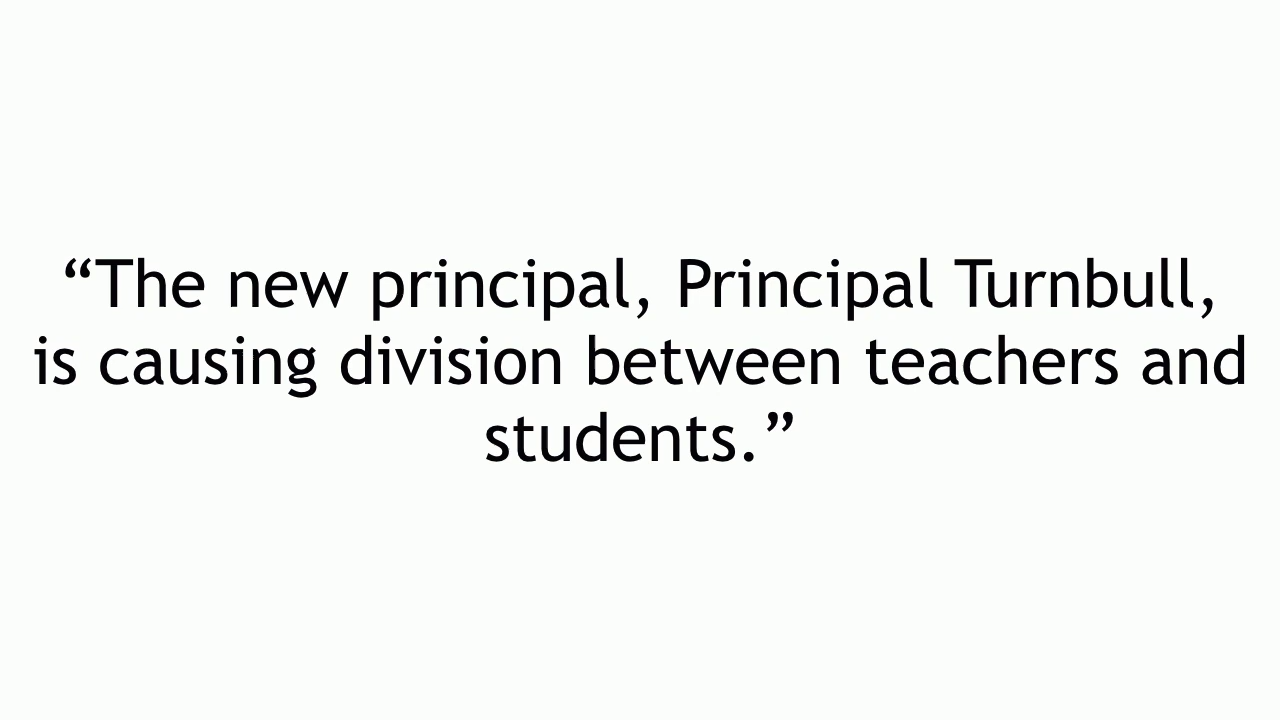 “The new principal, Principal Turnbull,
is causing division between teachers and
students.”